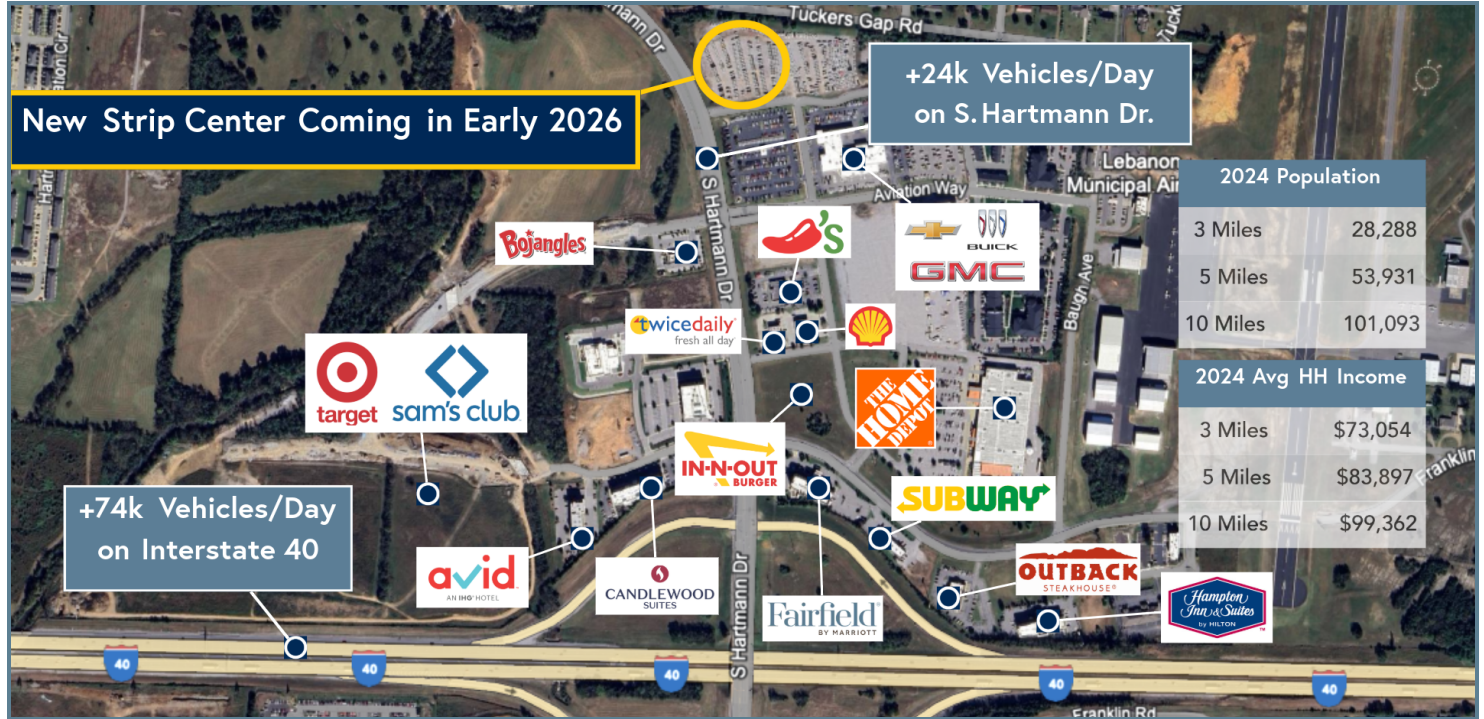 Tuckers Gap Rd
New Strip Center Coming in Early 2026
+24k Vehicles/Day
on S. Hartmann Dr.
Lebanon
Municipal
Aviation Way
S Hartmann Dr
Baugh Ave
2024 Population
3 Miles 28,288
5 Miles 53,931
10 Miles 101,093
2024 Avg HH Income
3 Miles $73,054
5 Miles $83,897
10 Miles $99,362
Bojangles
'S
BUICK
GMC
twicedaily
fresh all day
target
sam's club
THE
HOME
DEPOT
IN-N-OUT
BURGER
SUBWAY
+74k Vehicles/Day
on Interstate 40
avid
AN IHG HOTEL
CANDLEWOOD
SUITES
Fairfield
BY MARRIOTT
OUTBACK
STEAKHOUSE®
Hampton
Inn & Suites
by HILTON
™
S Hartmann Dr
Franklin
40
40
40
40
40
Franklin Rd